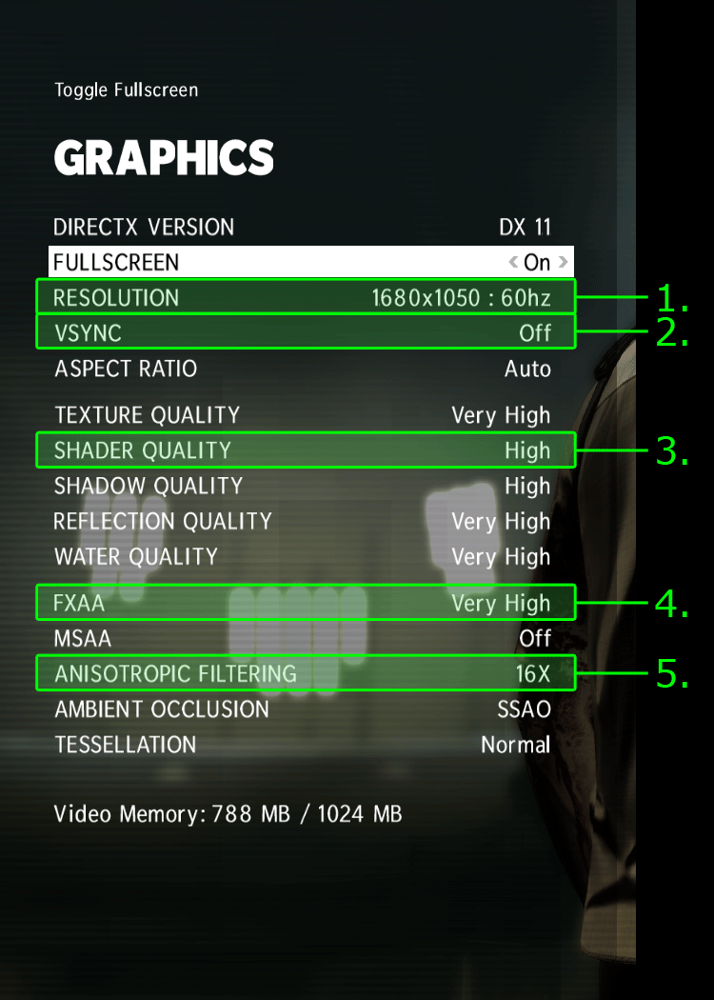 Toggle Fullscreen
GRAPHICS
DIRECTX VERSION DX 11
FULLSCREEN < On >
RESOLUTION 1680x1050 : 60hz 1.
VSYNC Off 2.
ASPECT RATIO Auto
TEXTURE QUALITY Very High
SHADER QUALITY High 3.
SHADOW QUALITY High
REFLECTION QUALITY Very High
WATER QUALITY Very High
FXAA Very High 4.
MSAA Off
ANISOTROPIC FILTERING 16X 5.
AMBIENT OCCLUSION SSAO
TESSELLATION Normal
Video Memory: 788 MB / 1024 MB